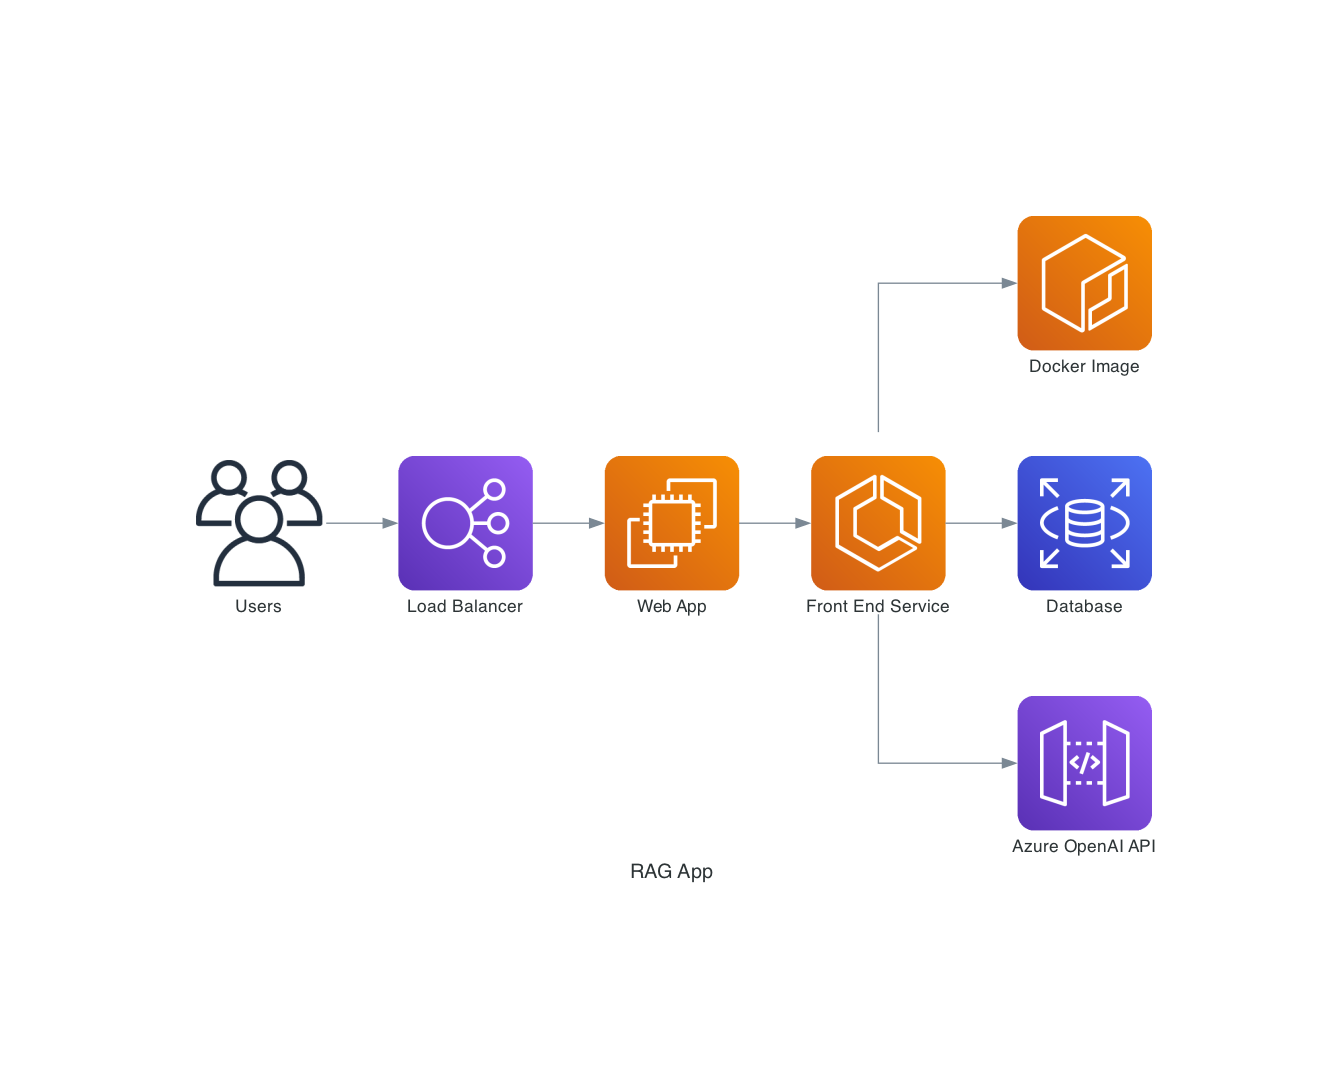 Docker Image
Users
Load Balancer
Web App
Front End Service
Database
Azure OpenAI API
RAG App